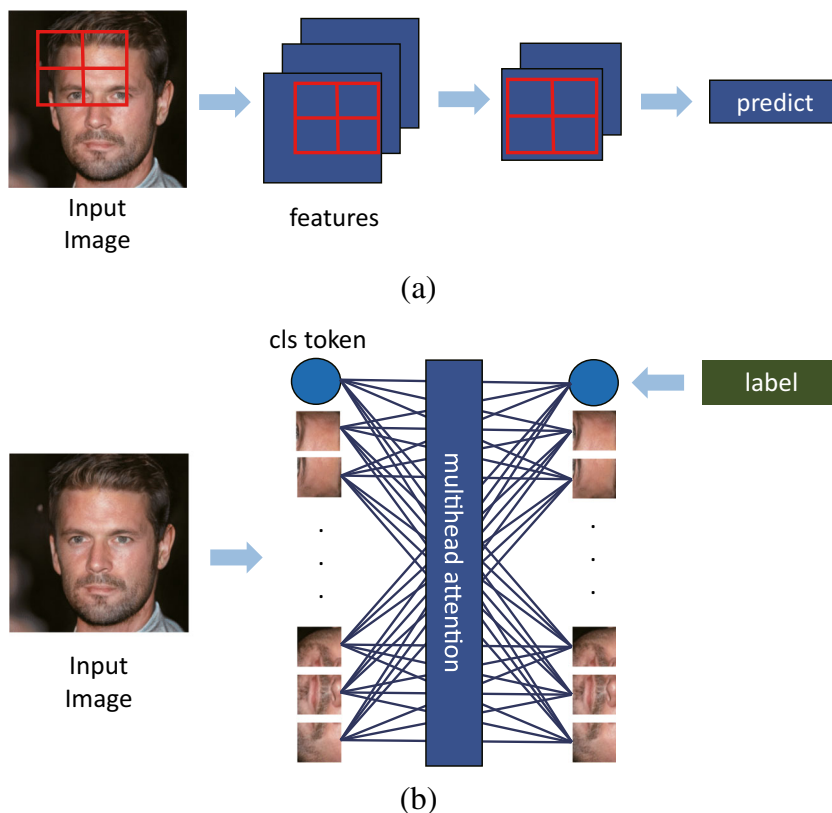 Input
Image
features
predict
(a)
cls token
label
multihead attention
Input
Image
(b)